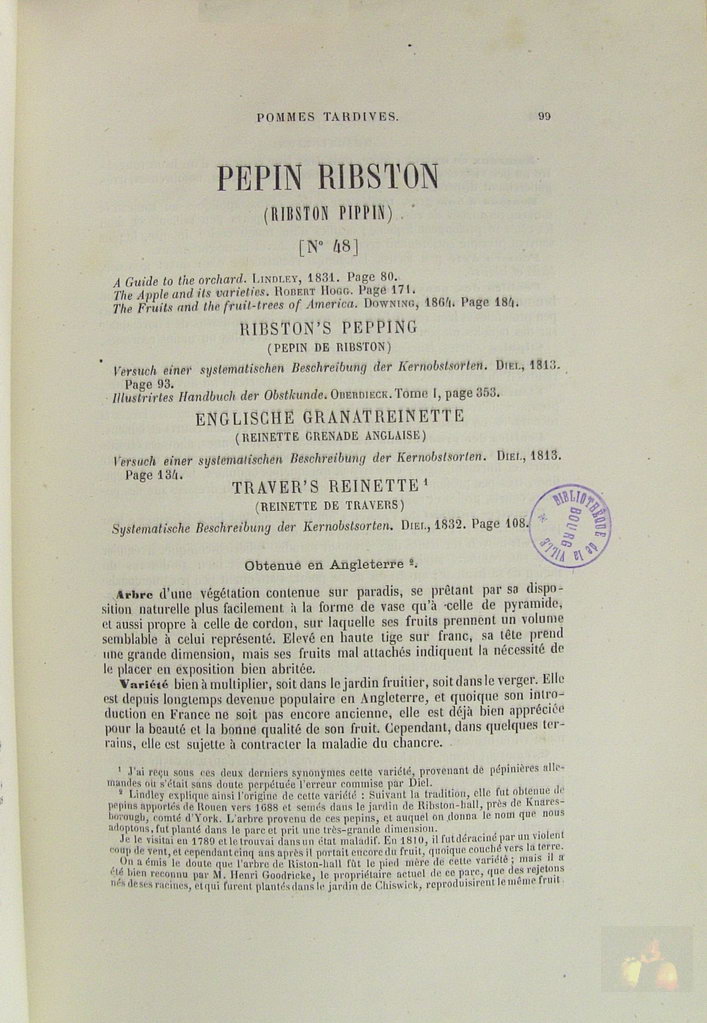 POMMES TARDIVES. 99
PEPIN RIBSTON
(RIBSTON PIPPIN)
[N° 48]
A Guide to the orchard. LINDLEY, 1831. Page 80.
The Apple and its varieties. ROBERT HOGG. Page 171.
The Fruits and the fruit-trees of America. DOWNING, 1864. Page 184.
RIBSTON'S PEPPING
(PEPIN DE RIBSTON)
Versuch einer systematischen Beschreibung der Kernobstsorten. DIEL, 1813.
Page 93.
Illustrirtes Handbuch der Obstkunde. OBERDIECK. Tome I, page 353.
ENGLISCHE GRANATREINETTE
(REINETTE GRENADE ANGLAISE)
Versuch einer systematischen Beschreibung der Kernobstsorten. DIEL, 1813.
Page 134.
TRAVER'S REINETTE ¹
(REINETTE DE TRAVERS)
Systematische Beschreibung der Kernobstsorten. DIEL, 1832. Page 108.
BIBLIOTHÈQUE
BOURG
de la VILLE
Obtenue en Angleterre ².
Arbre d'une végétation contenue sur paradis, se prêtant par sa dispo-
sition naturelle plus facilement à la forme de vase qu'à celle de pyramide,
et aussi propre à celle de cordon, sur laquelle ses fruits prennent un volume
semblable à celui représenté. Elevé en haute tige sur franc, sa tête prend
une grande dimension, mais ses fruits mal attachés indiquent la nécessité de
le placer en exposition bien abritée.
Variété bien à multiplier, soit dans le jardin fruitier, soit dans le verger. Elle
est depuis longtemps devenue populaire en Angleterre, et quoique son intro-
duction en France ne soit pas encore ancienne, elle est déjà bien appréciée
pour la beauté et la bonne qualité de son fruit. Cependant, dans quelques ter-
rains, elle est sujette à contracter la maladie du chancre.
¹ J'ai reçu sous ces deux derniers synonymes cette variété, provenant de pépinières alle-
mandes où s'était sans doute perpétuée l'erreur commise par Diel.
² Lindley explique ainsi l'origine de cette variété : Suivant la tradition, elle fut obtenue de
pepins apportés de Rouen vers 1688 et semés dans le jardin de Ribston-hall, près de Knares-
borough, comté d'York. L'arbre provenu de ces pepins, et auquel on donna le nom que nous
adoptons, fut planté dans le parc et prit une très-grande dimension.
Je le visitai en 1789 et le trouvai dans un état maladif. En 1810, il fut déraciné par un violent
coup de vent, et cependant cinq ans après il portait encore du fruit, quoique couché vers la terre.
On a émis le doute que l'arbre de Riston-hall fût le pied mère de cette variété ; mais il a
été bien reconnu par M. Henri Goodricke, le propriétaire actuel de ce parc, que des rejetons
nés de ses racines, et qui furent plantés dans le jardin de Chiswick, reproduisirent le même fruit.